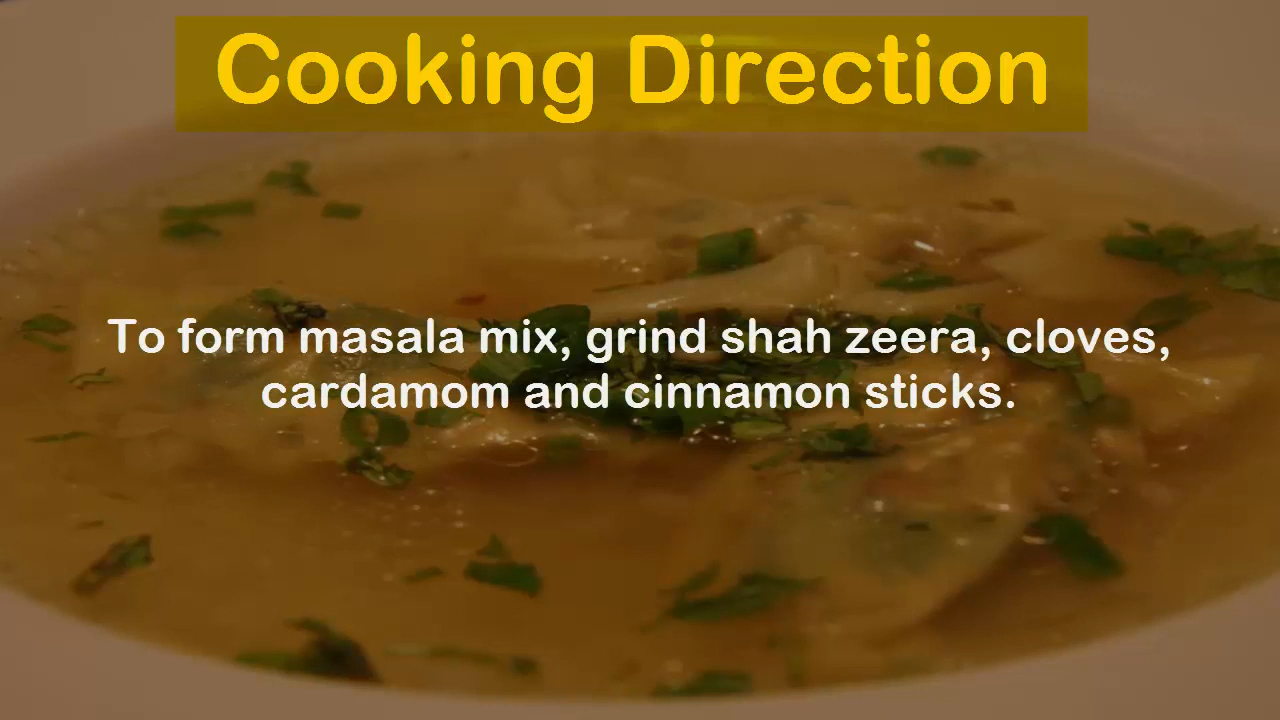 Cooking Direction
To form masala mix, grind shah zeera, cloves,
cardamom and cinnamon sticks.